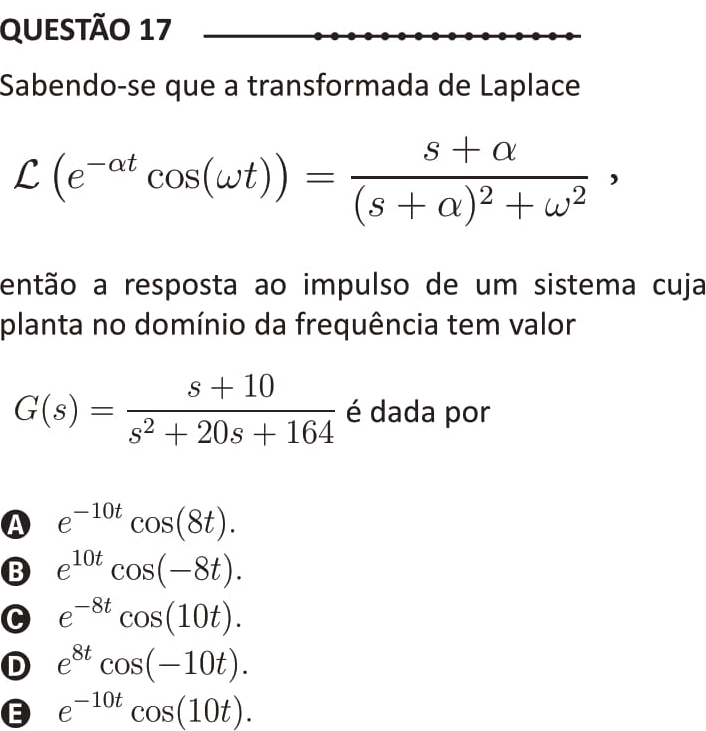 QUESTÃO 17
Sabendo-se que a transformada de Laplace
$\mathcal{L}\left(e^{-\alpha t}\cos(\omega t)\right) = \frac{s+\alpha}{(s+\alpha)^2+\omega^2}$ ,
então a resposta ao impulso de um sistema cuja
planta no domínio da frequência tem valor
$G(s) = \frac{s+10}{s^2+20s+164}$ é dada por
A $e^{-10t}\cos(8t).$
B $e^{10t}\cos(-8t).$
C $e^{-8t}\cos(10t).$
D $e^{8t}\cos(-10t).$
E $e^{-10t}\cos(10t).$